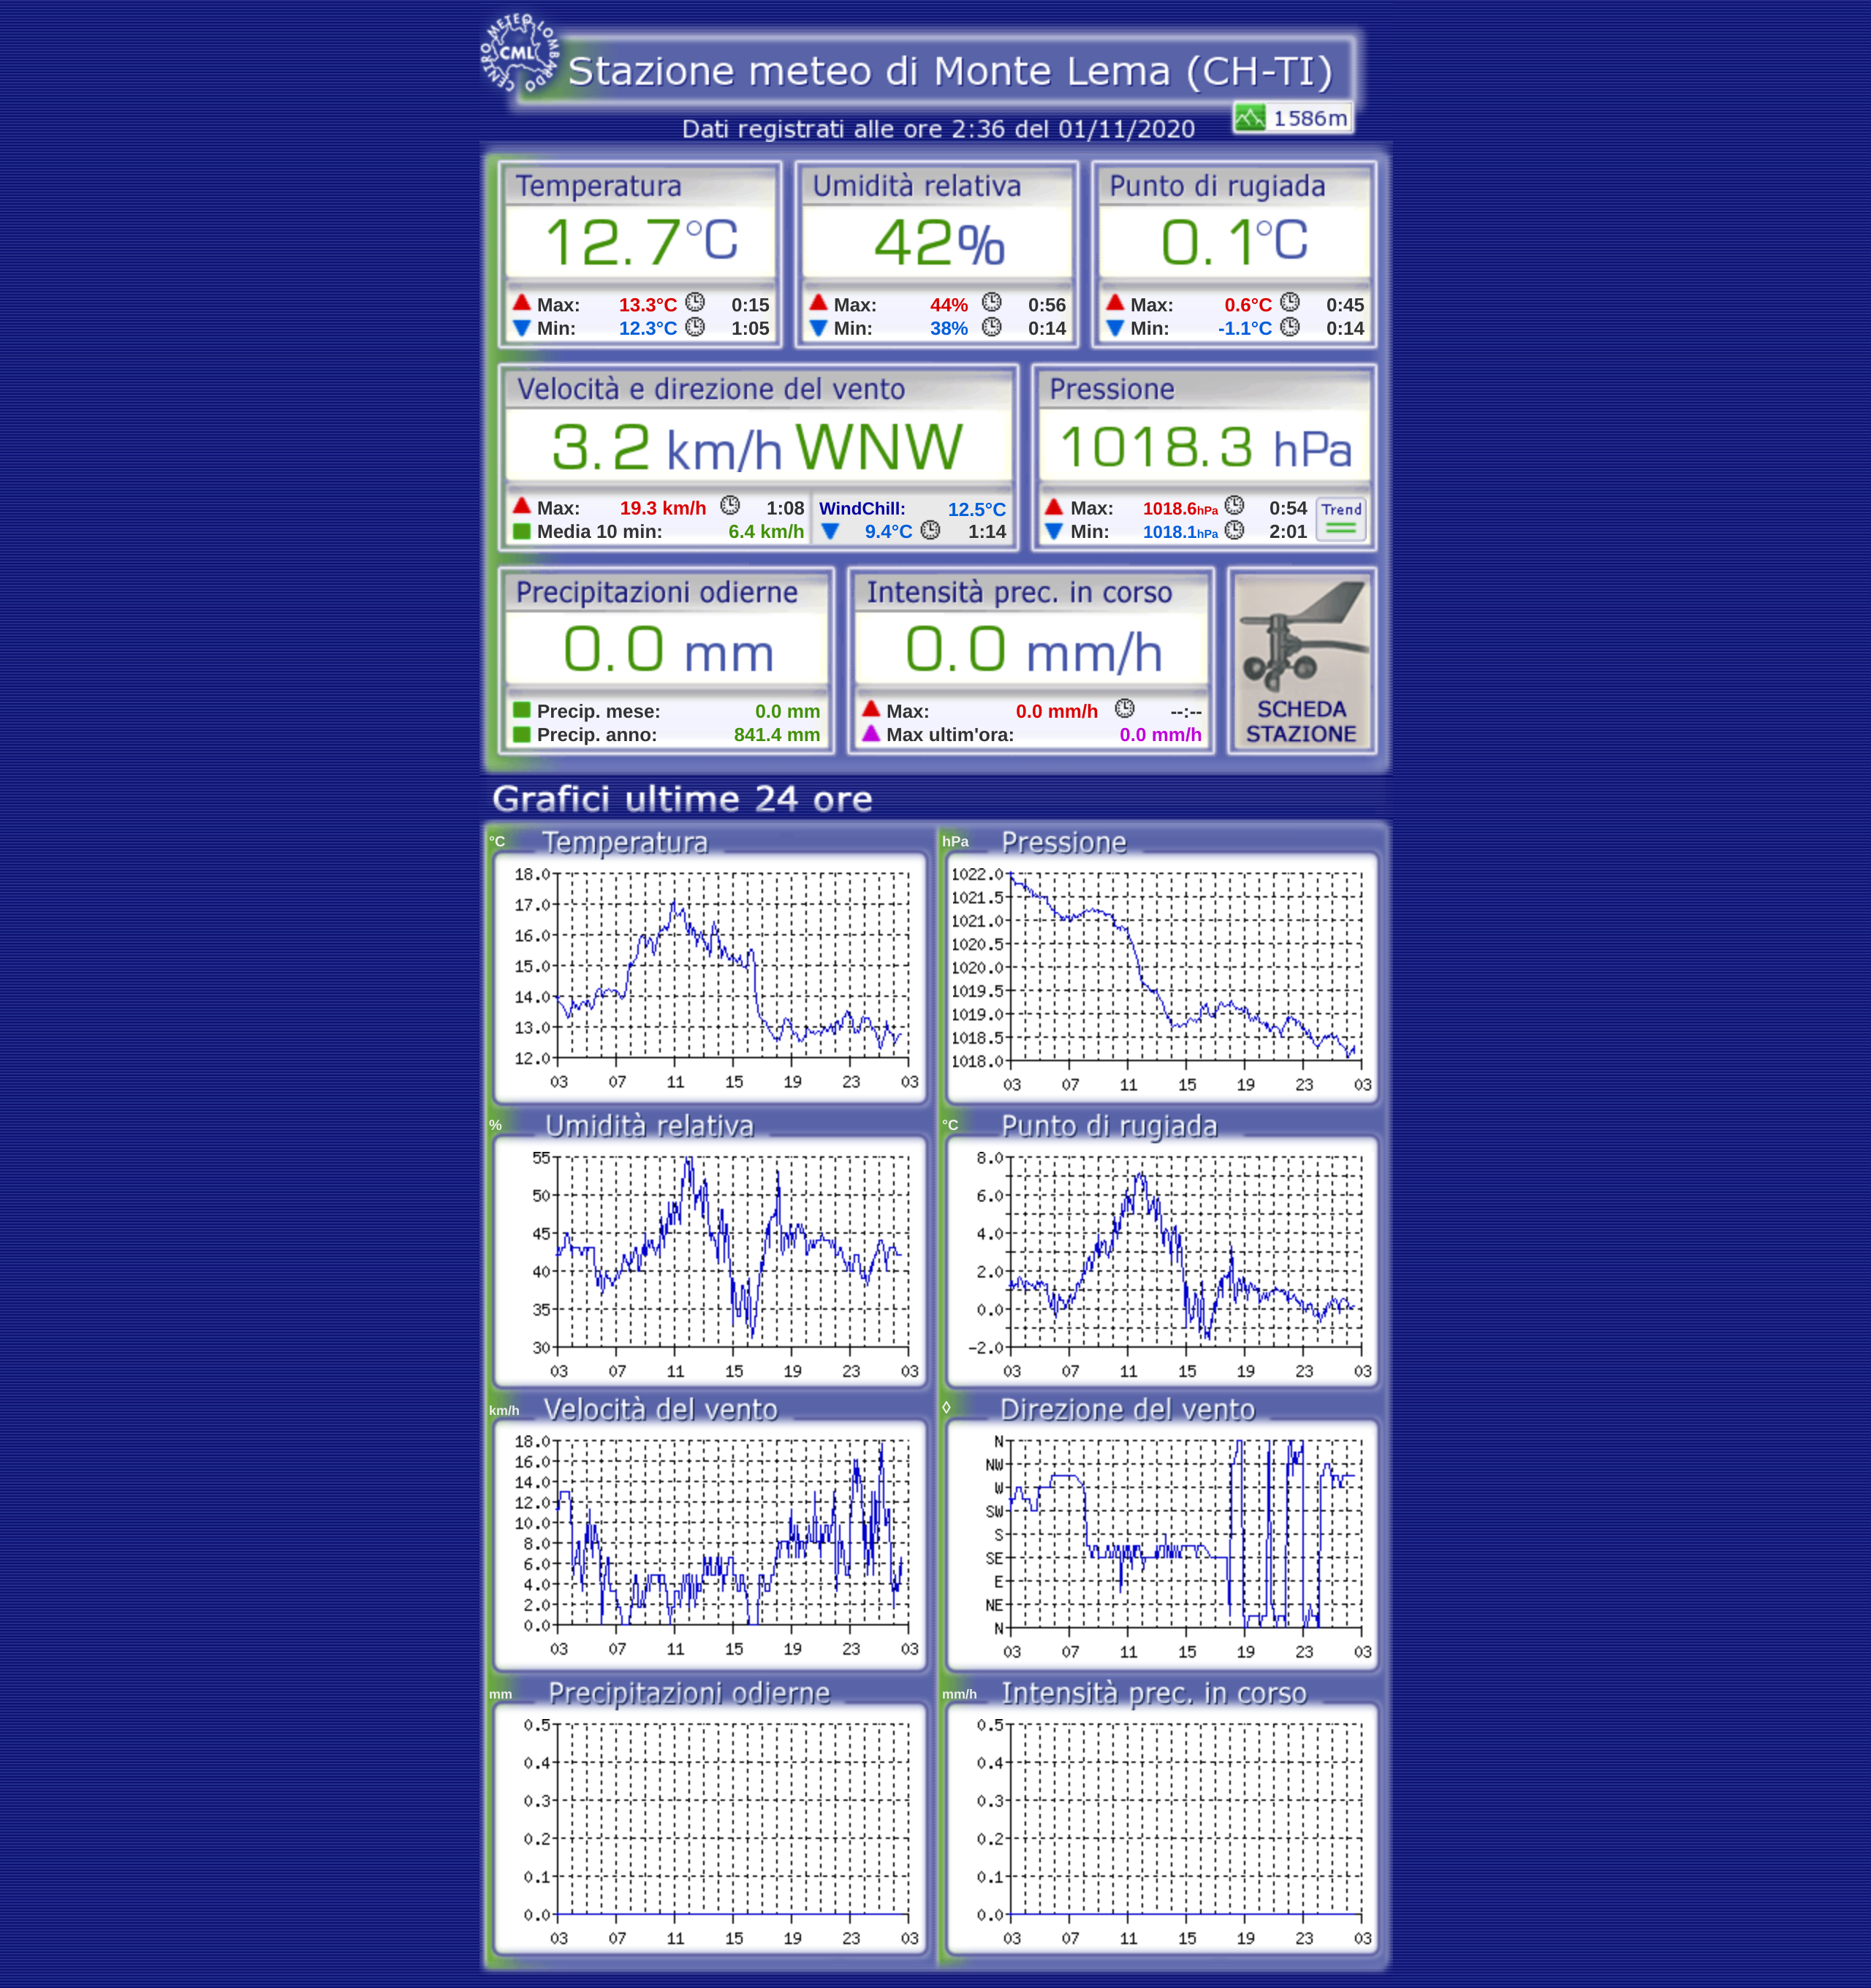 CENTRO METEO LOMBARDO
CML
Stazione meteo di Monte Lema (CH-TI)
1586m
Dati registrati alle ore 2:36 del 01/11/2020
Temperatura Umidità relativa Punto di rugiada
12.7°C 42% 0.1°C
Max: 13.3°C 0:15 Max: 44% 0:56 Max: 0.6°C 0:45
Min: 12.3°C 1:05 Min: 38% 0:14 Min: -1.1°C 0:14
Velocità e direzione del vento Pressione
3.2 km/h WNW 1018.3 hPa
Max: 19.3 km/h 1:08 WindChill: 12.5°C Max: 1018.6hPa 0:54 Trend
Media 10 min: 6.4 km/h 9.4°C 1:14 Min: 1018.1hPa 2:01
Precipitazioni odierne Intensità prec. in corso
0.0 mm 0.0 mm/h
Precip. mese: 0.0 mm Max: 0.0 mm/h --:-- SCHEDA
Precip. anno: 841.4 mm Max ultim'ora: 0.0 mm/h STAZIONE
Grafici ultime 24 ore
°C Temperatura
18.0
17.0
16.0
15.0
14.0
13.0
12.0
03 07 11 15 19 23 03
hPa Pressione
1022.0
1021.5
1021.0
1020.5
1020.0
1019.5
1019.0
1018.5
1018.0
03 07 11 15 19 23 03
% Umidità relativa
55
50
45
40
35
30
03 07 11 15 19 23 03
°C Punto di rugiada
8.0
6.0
4.0
2.0
0.0
-2.0
03 07 11 15 19 23 03
km/h Velocità del vento
18.0
16.0
14.0
12.0
10.0
8.0
6.0
4.0
2.0
0.0
03 07 11 15 19 23 03
◊ Direzione del vento
N
NW
W
SW
S
SE
E
NE
N
03 07 11 15 19 23 03
mm Precipitazioni odierne
0.5
0.4
0.3
0.2
0.1
0.0
03 07 11 15 19 23 03
mm/h Intensità prec. in corso
0.5
0.4
0.3
0.2
0.1
0.0
03 07 11 15 19 23 03